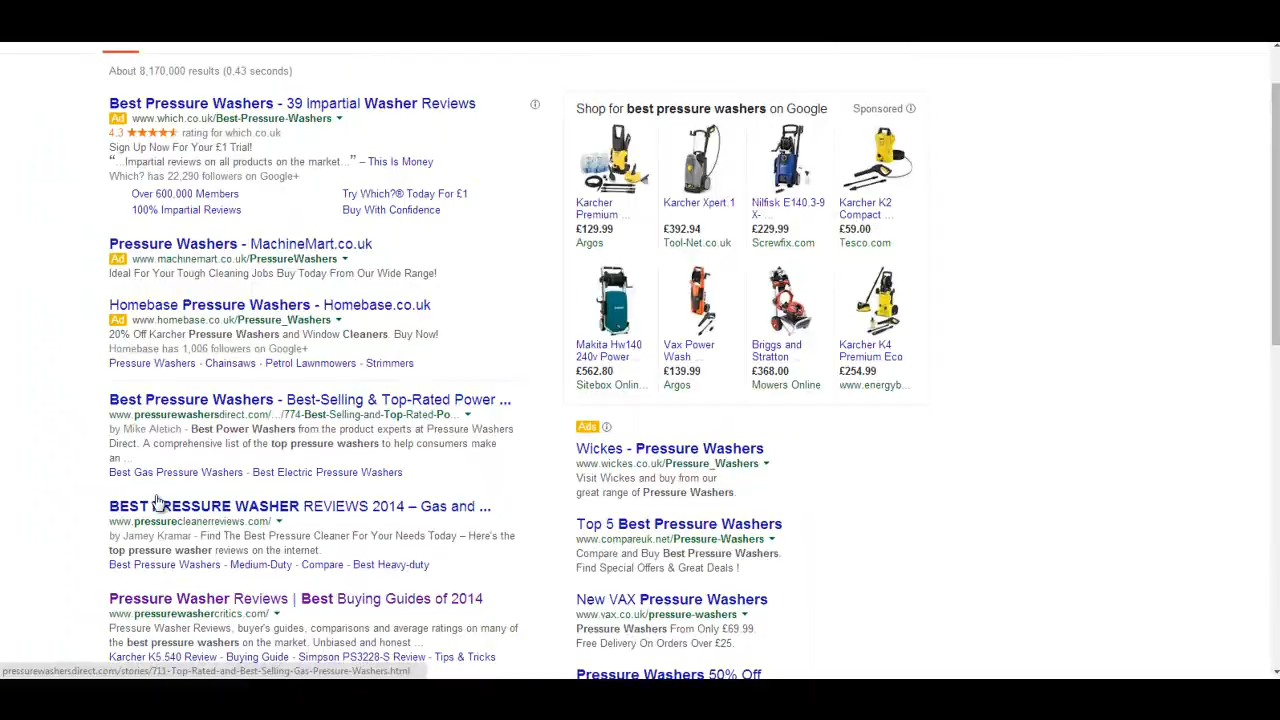 About 8,170,000 results (0.43 seconds)
Best Pressure Washers - 39 Impartial Washer Reviews
Ad www.which.co.uk/Best-Pressure-Washers
4.3 ★★★★★ rating for which.co.uk
Sign Up Now For Your £1 Trial!
“...Impartial reviews on all products on the market...” – This Is Money
Which? has 22,290 followers on Google+
Over 600,000 Members
Try Which?® Today For £1
100% Impartial Reviews
Buy With Confidence
Pressure Washers - MachineMart.co.uk
Ad www.machinemart.co.uk/PressureWashers
Ideal For Your Tough Cleaning Jobs Buy Today From Our Wide Range!
Homebase Pressure Washers - Homebase.co.uk
Ad www.homebase.co.uk/Pressure_Washers
20% Off Karcher Pressure Washers and Window Cleaners. Buy Now!
Homebase has 1,006 followers on Google+
Pressure Washers - Chainsaws - Petrol Lawnmowers - Strimmers
Best Pressure Washers - Best-Selling & Top-Rated Power ...
www.pressurewashersdirect.com/.../774-Best-Selling-and-Top-Rated-Po...
by Mike Aletich - Best Power Washers from the product experts at Pressure Washers
Direct. A comprehensive list of the top pressure washers to help consumers make
an ...
Best Gas Pressure Washers - Best Electric Pressure Washers
BEST PRESSURE WASHER REVIEWS 2014 – Gas and ...
www.pressurecleanerreviews.com/
by Jamey Kramar - Find The Best Pressure Cleaner For Your Needs Today – Here's the
top pressure washer reviews on the internet.
Best Pressure Washers - Medium-Duty - Compare - Best Heavy-duty
Pressure Washer Reviews | Best Buying Guides of 2014
www.pressurewashercritics.com/
Pressure Washer Reviews, buyer's guides, comparisons and average ratings on many of
the best pressure washers on the market. Unbiased and honest ...
Karcher K5.540 Review - Buying Guide - Simpson PS3228-S Review - Tips & Tricks
pressurewashersdirect.com/stories/711-Top-Rated-and-Best-Selling-Gas-Pressure-Washers.html
Shop for best pressure washers on Google
Sponsored
Karcher Premium ...
£129.99
Argos
Karcher Xpert 1
£392.94
Tool-Net.co.uk
Nilfisk E140.3-9
X- ...
£229.99
Screwfix.com
Karcher K2
Compact ...
£59.00
Tesco.com
Makita Hw140
240v Power ...
£562.80
Sitebox Onlin...
Vax Power
Wash ...
£139.99
Argos
Briggs and
Stratton ...
£368.00
Mowers Online
Karcher K4
Premium Eco
£254.99
www.energyb...
Ads
Wickes - Pressure Washers
www.wickes.co.uk/Pressure_Washers
Visit Wickes and buy from our
great range of Pressure Washers.
Top 5 Best Pressure Washers
www.compareuk.net/Pressure-Washers
Compare and Buy Best Pressure Washers.
Find Special Offers & Great Deals !
New VAX Pressure Washers
www.vax.co.uk/pressure-washers
Pressure Washers From Only £69.99.
Free Delivery On Orders Over £25.
Pressure Washers 50% Off